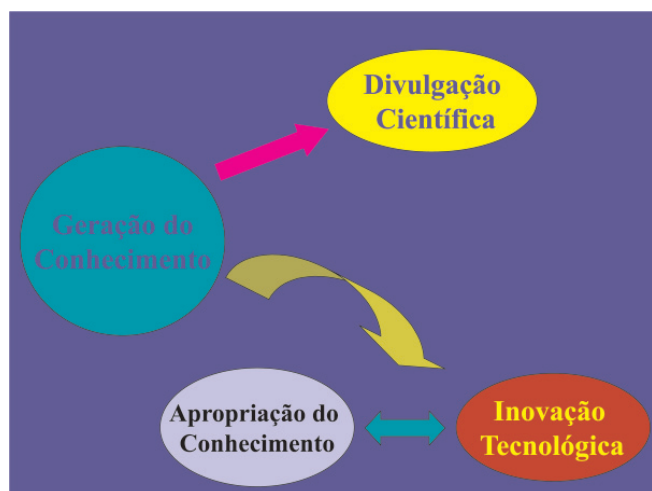 Divulgação
Científica
Geração do
Conhecimento
Apropriação do
Conhecimento
Inovação
Tecnológica